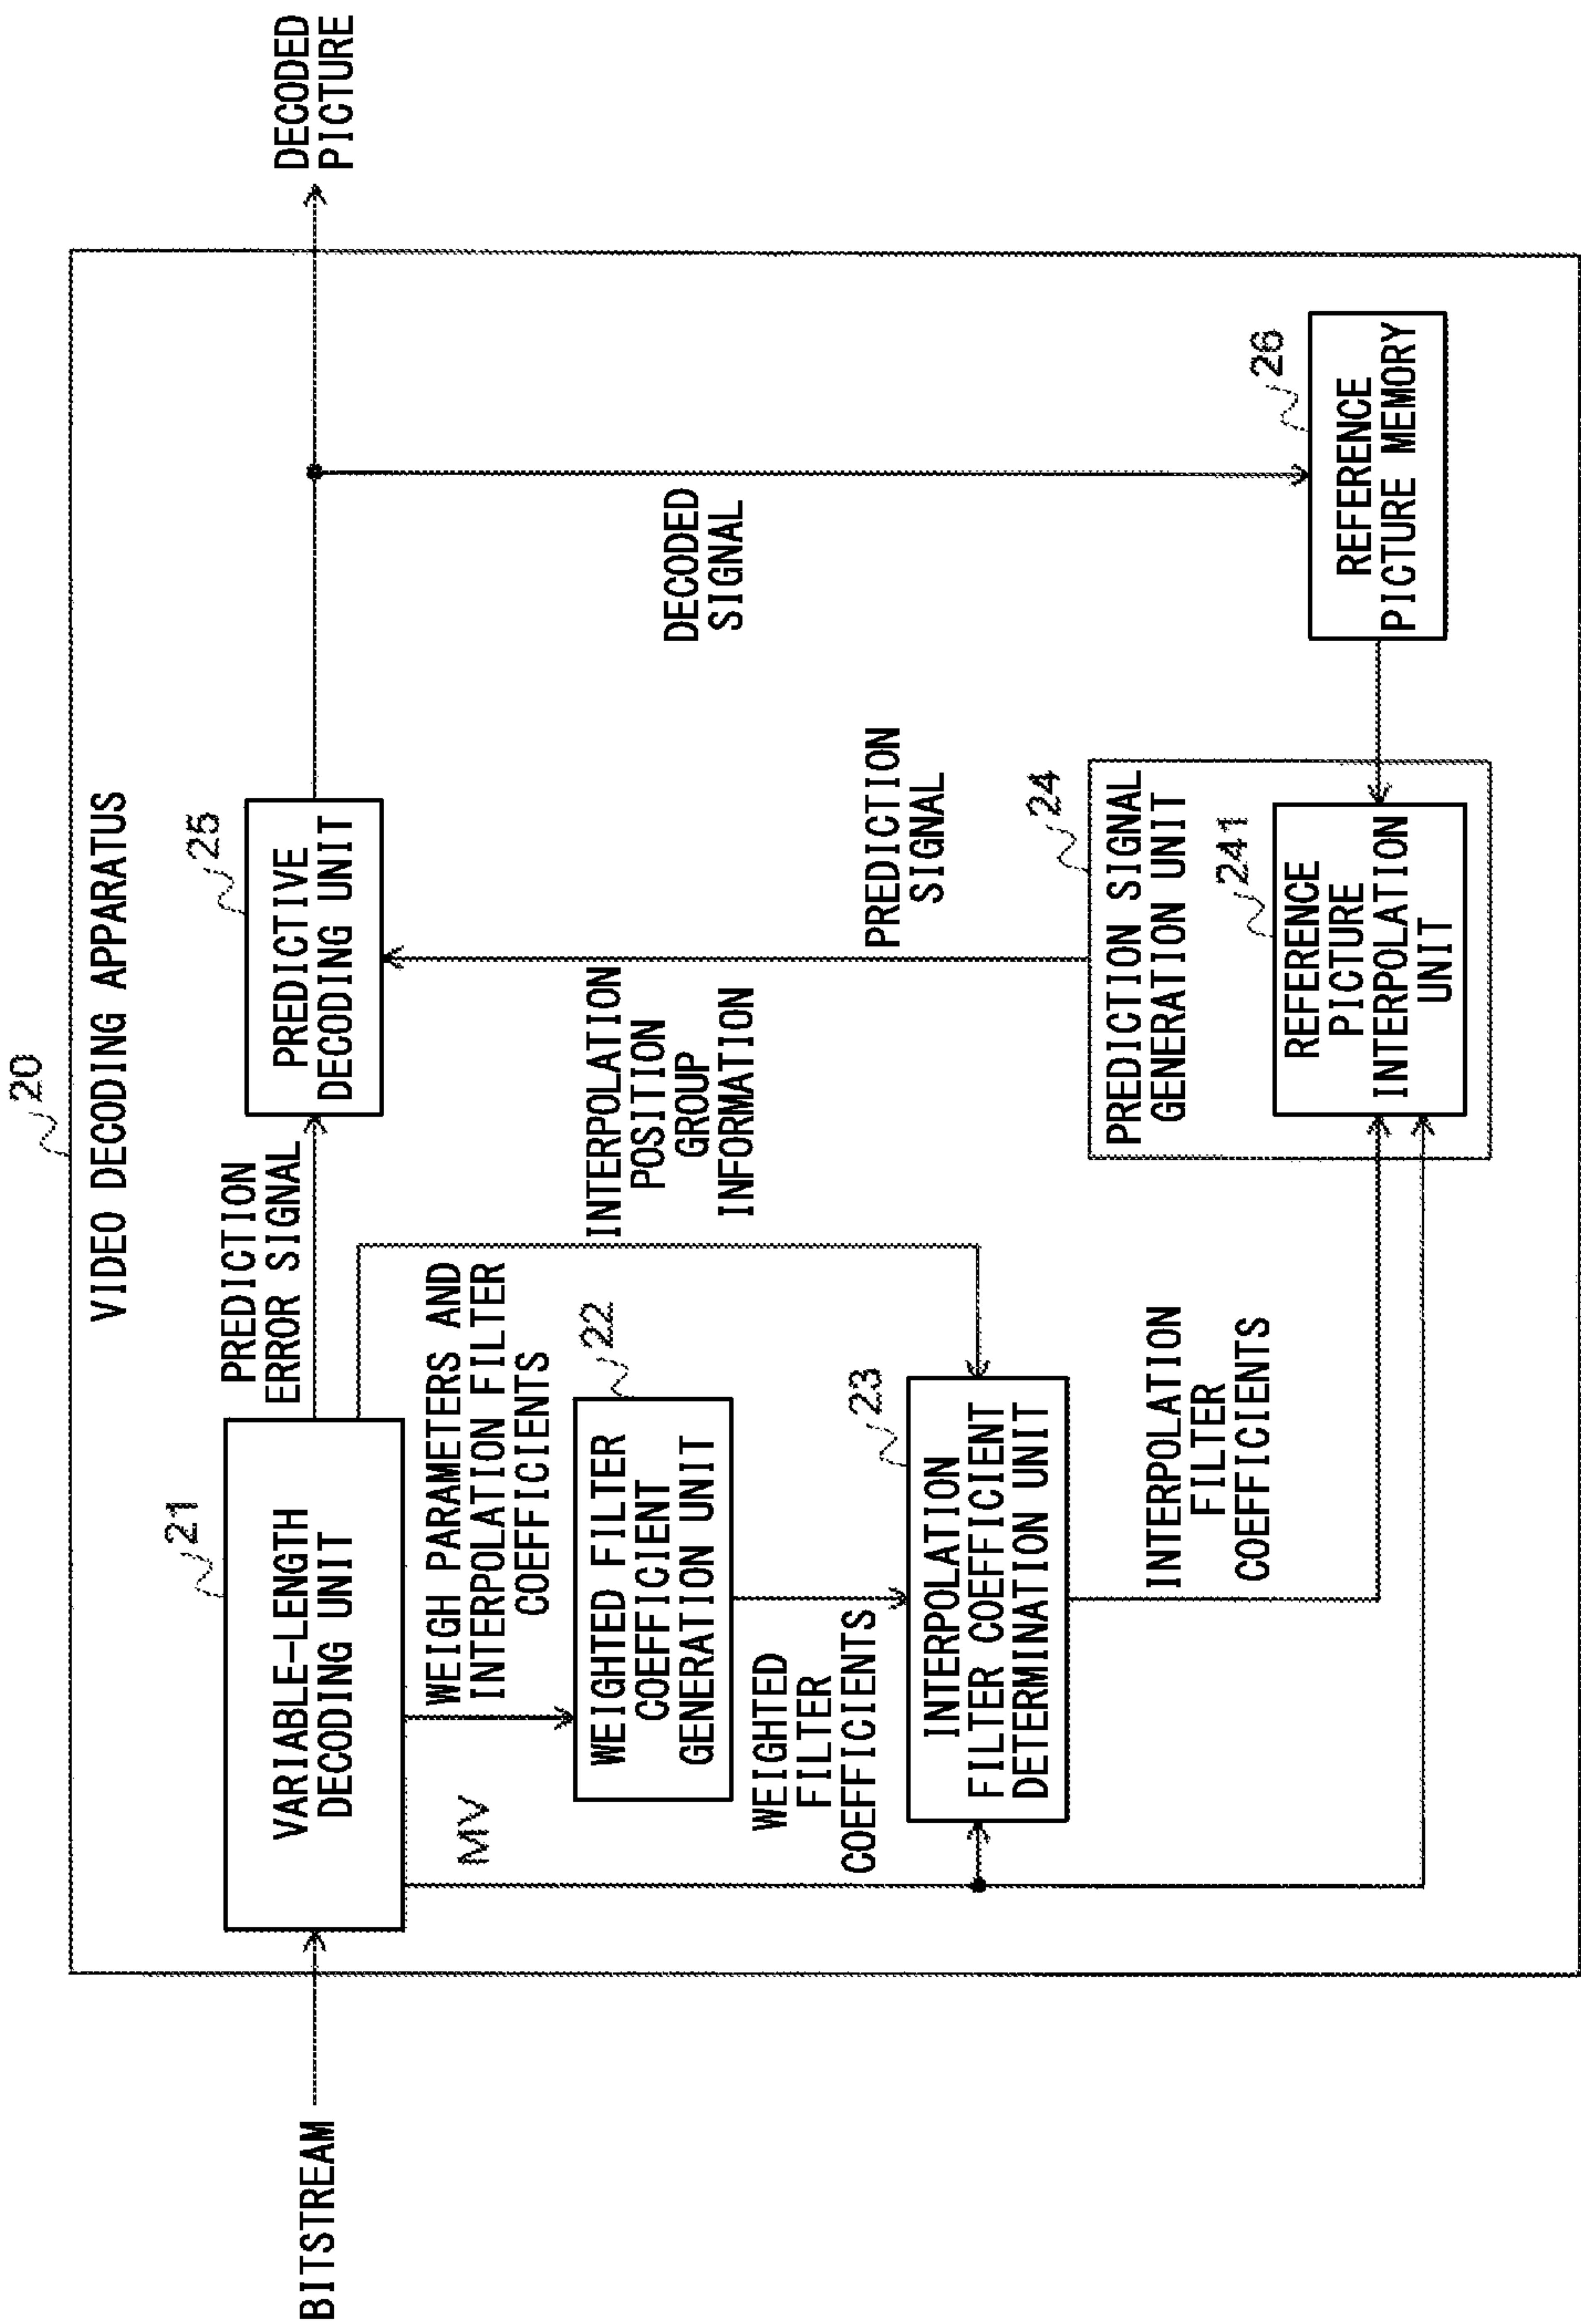 20
VIDEO DECODING APPARATUS
BITSTREAM
21
VARIABLE-LENGTH
DECODING UNIT
PREDICTION
ERROR SIGNAL
25
PREDICTIVE
DECODING UNIT
DECODED
PICTURE
MV
WEIGH PARAMETERS AND
INTERPOLATION FILTER
COEFFICIENTS
22
WEIGHTED FILTER
COEFFICIENT
GENERATION UNIT
INTERPOLATION
POSITION
GROUP
INFORMATION
DECODED
SIGNAL
WEIGHTED
FILTER
COEFFICIENTS
23
INTERPOLATION
FILTER COEFFICIENT
DETERMINATION UNIT
PREDICTION
SIGNAL
24
PREDICTION SIGNAL
GENERATION UNIT
241
REFERENCE
PICTURE
INTERPOLATION
UNIT
INTERPOLATION
FILTER
COEFFICIENTS
26
REFERENCE
PICTURE MEMORY